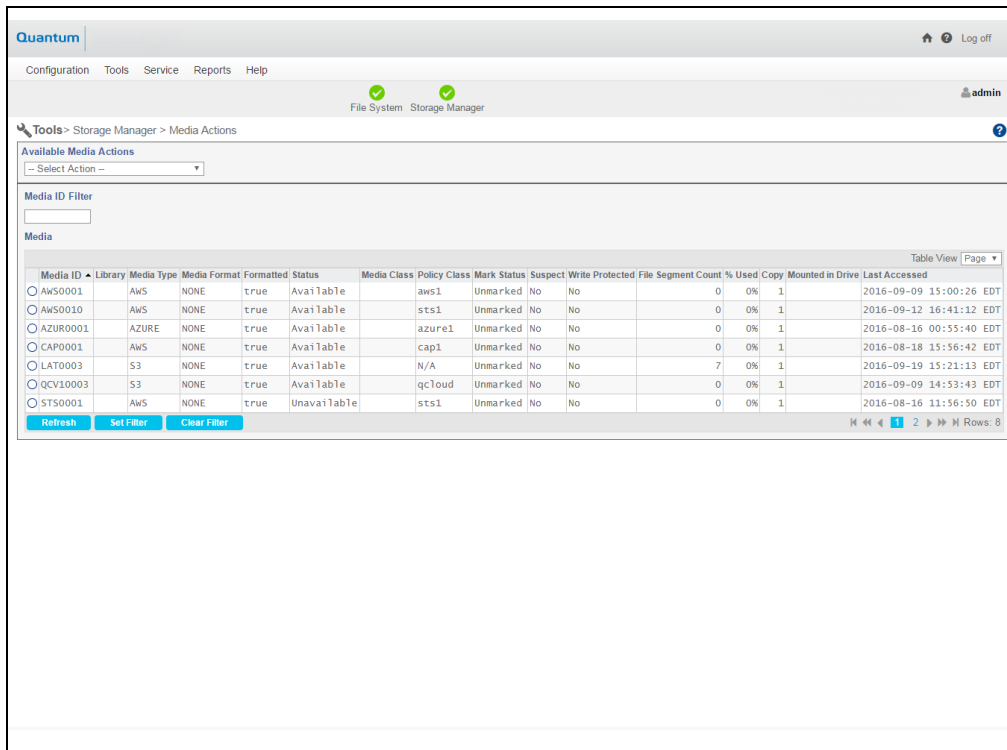 Quantum
Log off
Configuration Tools Service Reports Help
File System Storage Manager
admin
Tools > Storage Manager > Media Actions
Available Media Actions
-- Select Action --
Media ID Filter
Media
Table View Page
Media ID Library Media Type Media Format Formatted Status Media Class Policy Class Mark Status Suspect Write Protected File Segment Count % Used Copy Mounted in Drive Last Accessed
AWS0001 AWS NONE true Available aws1 Unmarked No No 0 0% 1 2016-09-09 15:00:26 EDT
AWS0010 AWS NONE true Available sts1 Unmarked No No 0 0% 1 2016-09-12 16:41:12 EDT
AZUR0001 AZURE NONE true Available azure1 Unmarked No No 0 0% 1 2016-08-16 00:55:40 EDT
CAP0001 AWS NONE true Available cap1 Unmarked No No 0 0% 1 2016-08-18 15:56:42 EDT
LAT0003 S3 NONE true Available N/A Unmarked No No 7 0% 1 2016-09-19 15:21:13 EDT
QCV10003 S3 NONE true Available qcloud Unmarked No No 0 0% 1 2016-09-09 14:53:43 EDT
STS0001 AWS NONE true Unavailable sts1 Unmarked No No 0 0% 1 2016-08-16 11:56:50 EDT
Refresh Set Filter Clear Filter 1 2 Rows: 8